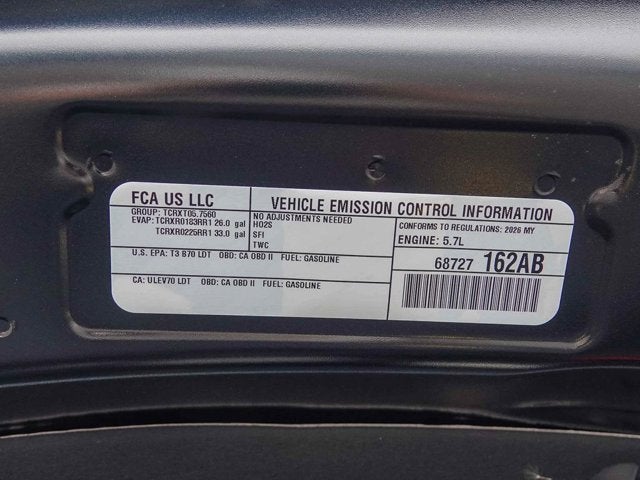 FCA US LLC
VEHICLE EMISSION CONTROL INFORMATION
GROUP: TCRXT05.7560
EVAP: TCRXR0183RR1 26.0 gal
TCRXR0225RR1 33.0 gal
NO ADJUSTMENTS NEEDED
HO2S
SFI
TWC
CONFORMS TO REGULATIONS: 2026 MY
ENGINE: 5.7L
U.S. EPA: T3 B70 LDT OBD: CA OBD II FUEL: GASOLINE
CA: ULEV70 LDT OBD: CA OBD II FUEL: GASOLINE
68727 162AB